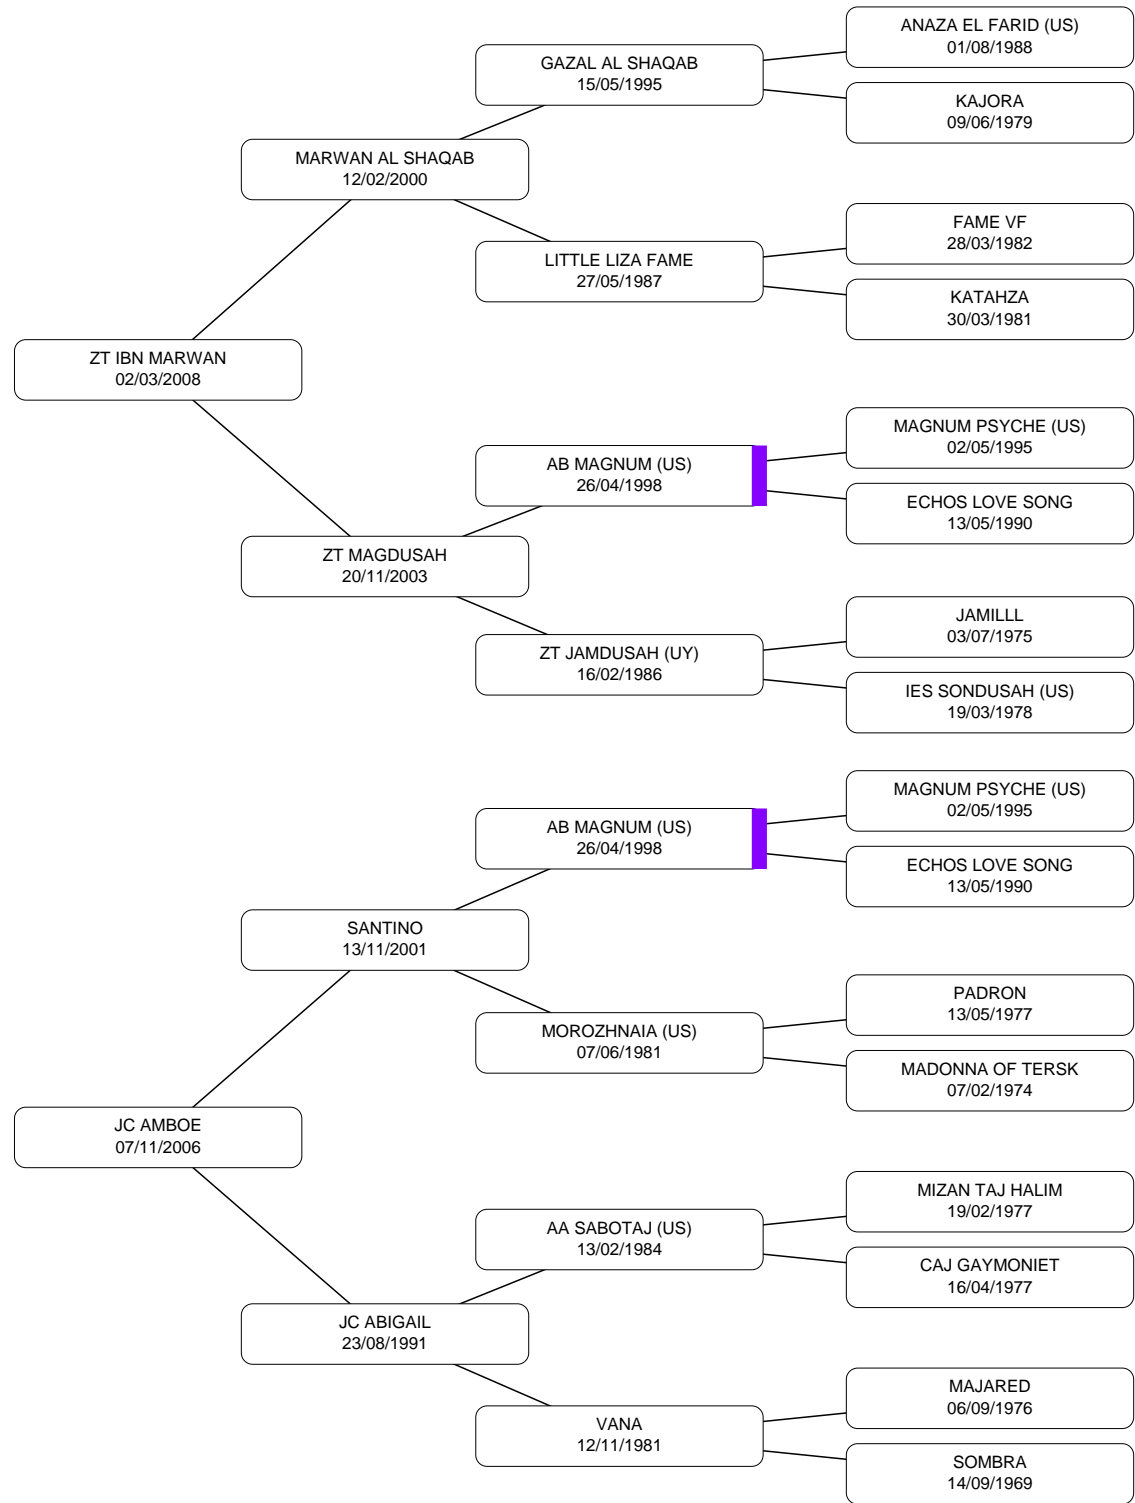 ANAZA EL FARID (US)
01/08/1988
GAZAL AL SHAQAB
15/05/1995
KAJORA
09/06/1979
MARWAN AL SHAQAB
12/02/2000
FAME VF
28/03/1982
LITTLE LIZA FAME
27/05/1987
KATAHZA
30/03/1981
ZT IBN MARWAN
02/03/2008
MAGNUM PSYCHE (US)
02/05/1995
AB MAGNUM (US)
26/04/1998
ECHOS LOVE SONG
13/05/1990
ZT MAGDUSAH
20/11/2003
JAMILLL
03/07/1975
ZT JAMDUSAH (UY)
16/02/1986
IES SONDUSAH (US)
19/03/1978
MAGNUM PSYCHE (US)
02/05/1995
AB MAGNUM (US)
26/04/1998
ECHOS LOVE SONG
13/05/1990
SANTINO
13/11/2001
PADRON
13/05/1977
MOROZHNAIA (US)
07/06/1981
MADONNA OF TERSK
07/02/1974
JC AMBOE
07/11/2006
MIZAN TAJ HALIM
19/02/1977
AA SABOTAJ (US)
13/02/1984
CAJ GAYMONIET
16/04/1977
JC ABIGAIL
23/08/1991
MAJARED
06/09/1976
VANA
12/11/1981
SOMBRA
14/09/1969